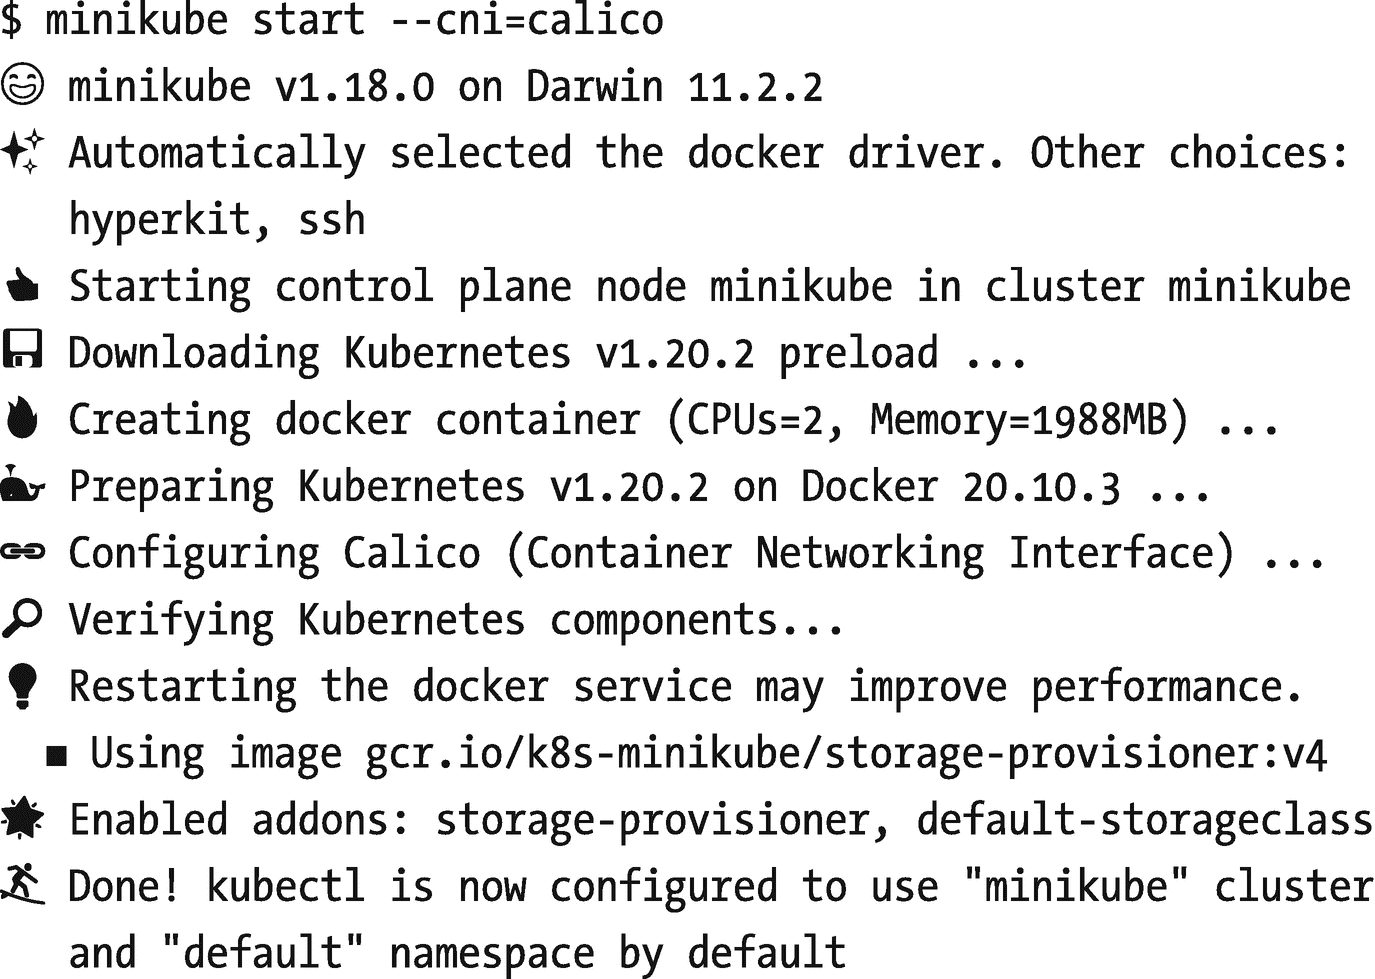 $ minikube start --cni=calico
😄 minikube v1.18.0 on Darwin 11.2.2
✨ Automatically selected the docker driver. Other choices:
hyperkit, ssh
👍 Starting control plane node minikube in cluster minikube
💾 Downloading Kubernetes v1.20.2 preload ...
🔥 Creating docker container (CPUs=2, Memory=1988MB) ...
🐳 Preparing Kubernetes v1.20.2 on Docker 20.10.3 ...
🔗 Configuring Calico (Container Networking Interface) ...
🔎 Verifying Kubernetes components...
💡 Restarting the docker service may improve performance.
■ Using image gcr.io/k8s-minikube/storage-provisioner:v4
🌟 Enabled addons: storage-provisioner, default-storageclass
🏄 Done! kubectl is now configured to use "minikube" cluster
and "default" namespace by default